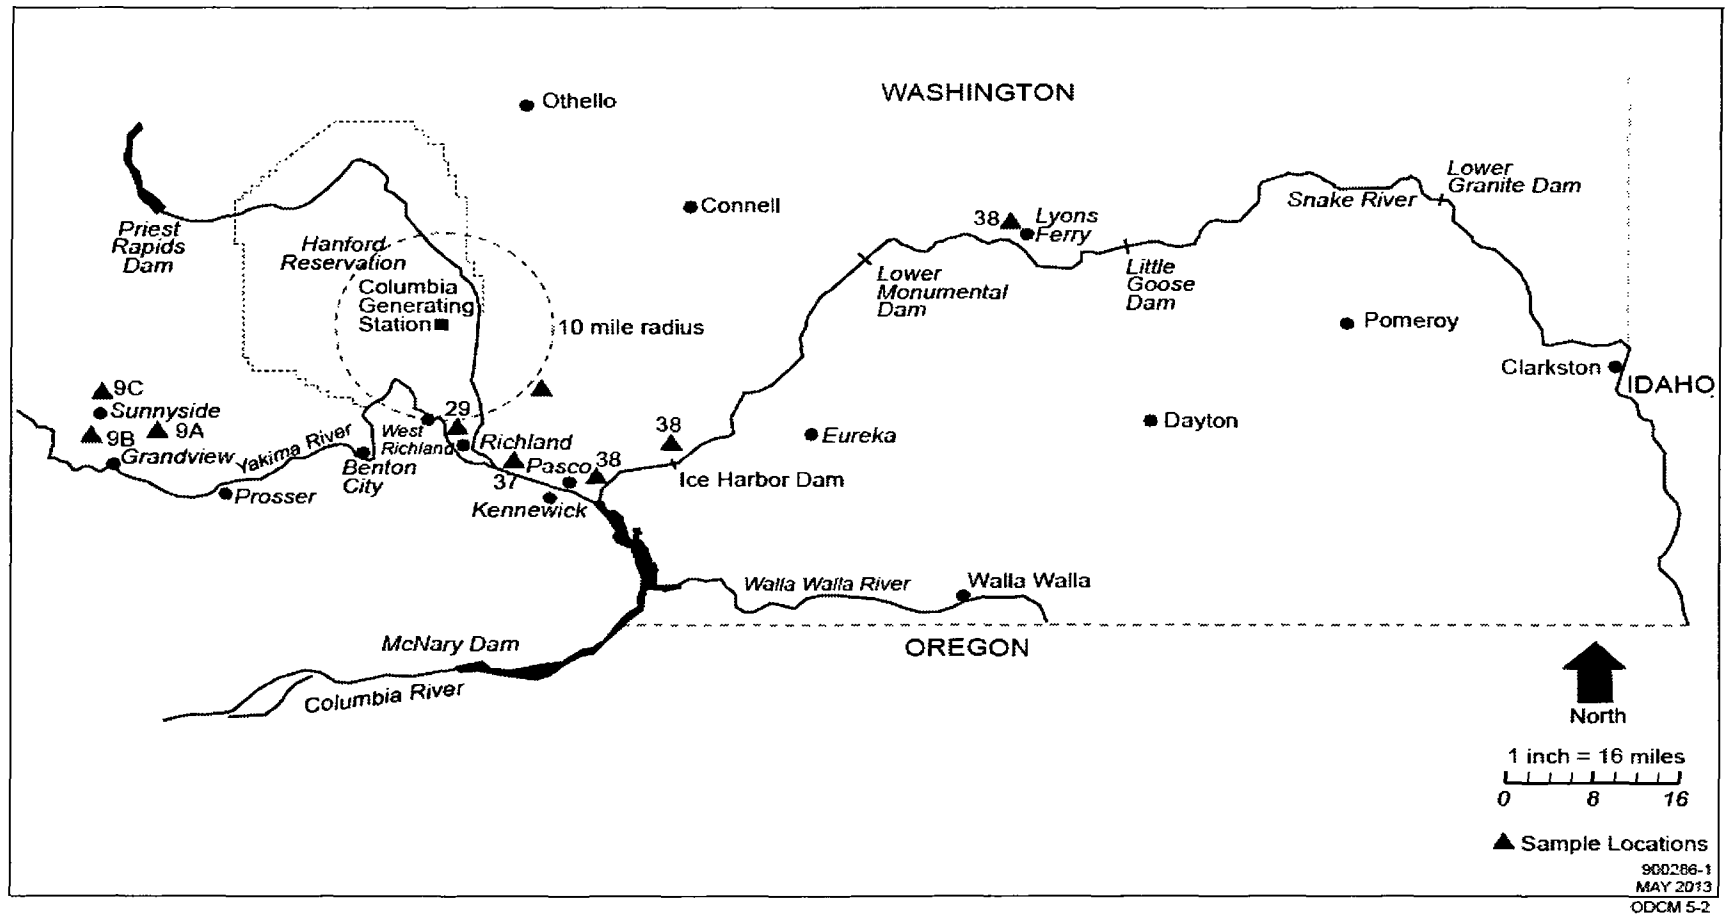 Othello
WASHINGTON
Priest
Rapids
Dam
Hanford
Reservation
Columbia
Generating
Station
10 mile radius
Connell
38
Lyons
Ferry
Lower
Monumental
Dam
Little
Goose
Dam
Snake River
Lower
Granite Dam
Pomeroy
Clarkston
IDAHO
Dayton
Eureka
9C
Sunnyside
9B
9A
Grandview
Yakima River
Prosser
Benton
City
West
Richland
29
Richland
37
Pasco
38
Kennewick
38
Ice Harbor Dam
Walla Walla River
Walla Walla
OREGON
McNary Dam
Columbia River
North
1 inch = 16 miles
0 8 16
Sample Locations
900286-1
MAY 2013
ODCM 5-2